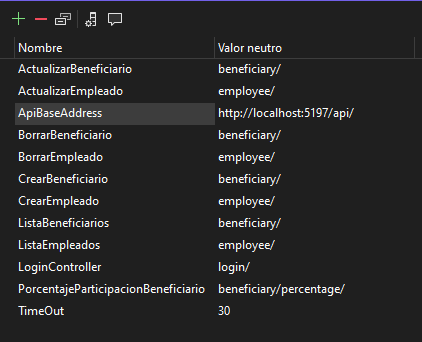 Nombre Valor neutro
ActualizarBeneficiario beneficiary/
ActualizarEmpleado employee/
ApiBaseAddress http://localhost:5197/api/
BorrarBeneficiario beneficiary/
BorrarEmpleado employee/
CrearBeneficiario beneficiary/
CrearEmpleado employee/
ListaBeneficiarios beneficiary/
ListaEmpleados employee/
LoginController login/
PorcentajeParticipacionBeneficiario beneficiary/percentage/
TimeOut 30